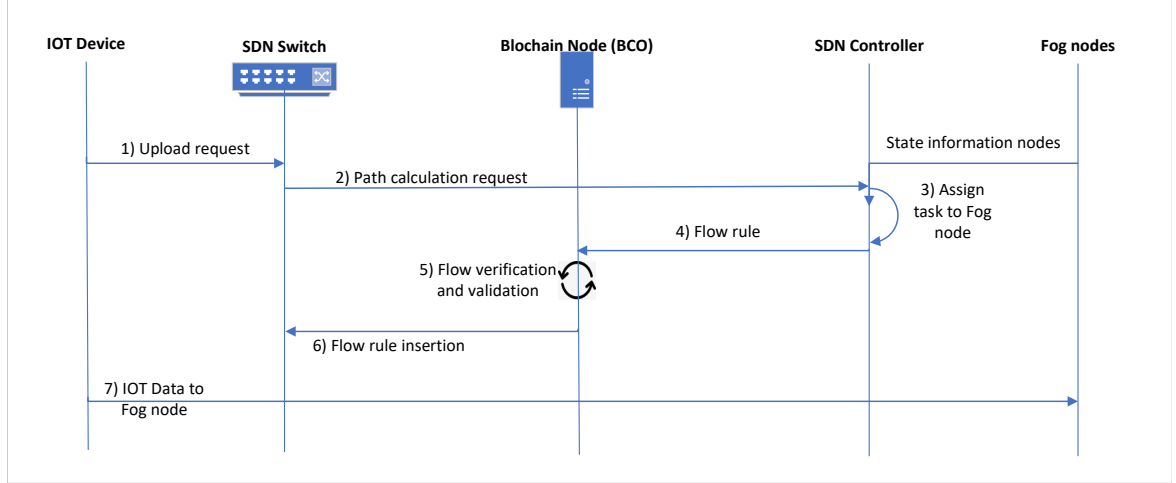 IOT Device
SDN Switch
Blochain Node (BCO)
SDN Controller
Fog nodes
1) Upload request
State information nodes
2) Path calculation request
3) Assign
task to Fog
node
4) Flow rule
5) Flow verification
and validation
6) Flow rule insertion
7) IOT Data to
Fog node